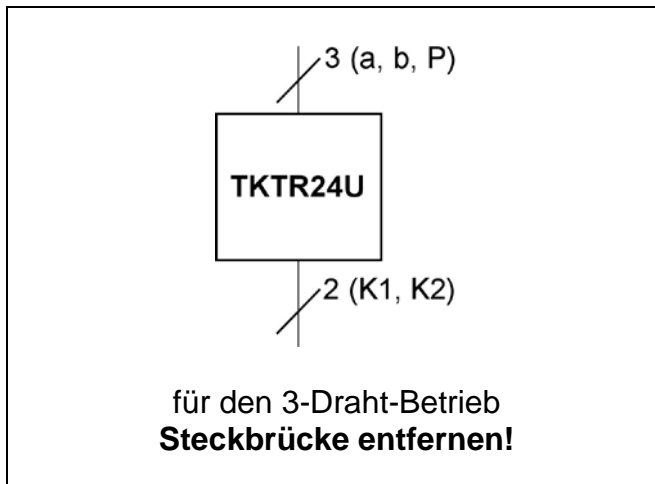 3 (a, b, P)
TKTR24U
2 (K1, K2)
für den 3-Draht-Betrieb
Steckbrücke entfernen!